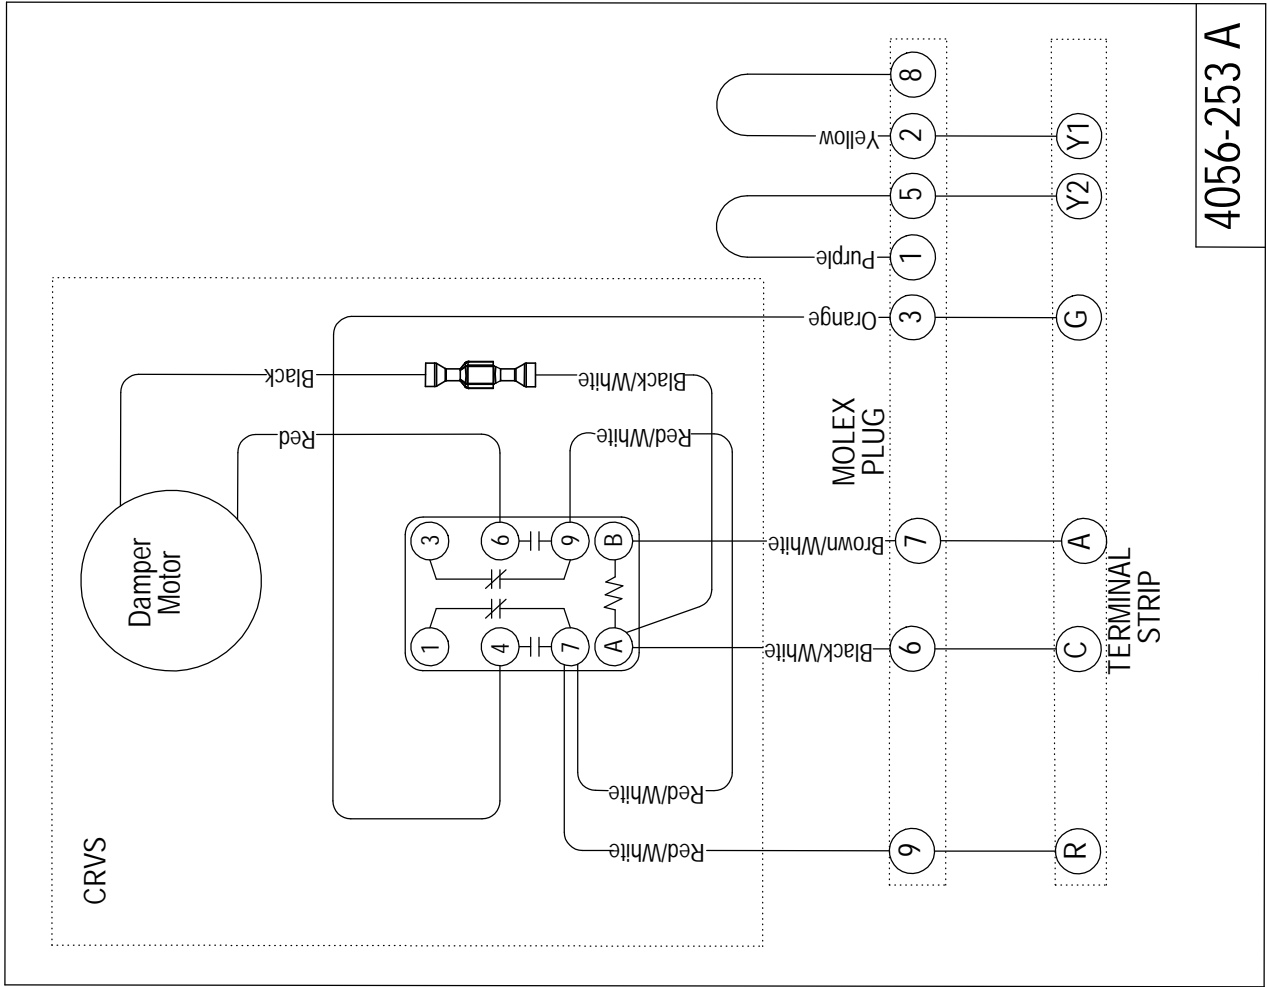 4056-253 A
CRVS
Damper
Motor
Black
Red
Black/White
Red/White
Orange
Purple
Yellow
8
2
5
1
3
7
6
9
Y1
Y2
G
A
C
R
MOLEX
PLUG
TERMINAL
STRIP
3
6
9
B
1
4
7
A
Brown/White
Black/White
Red/White
Red/White